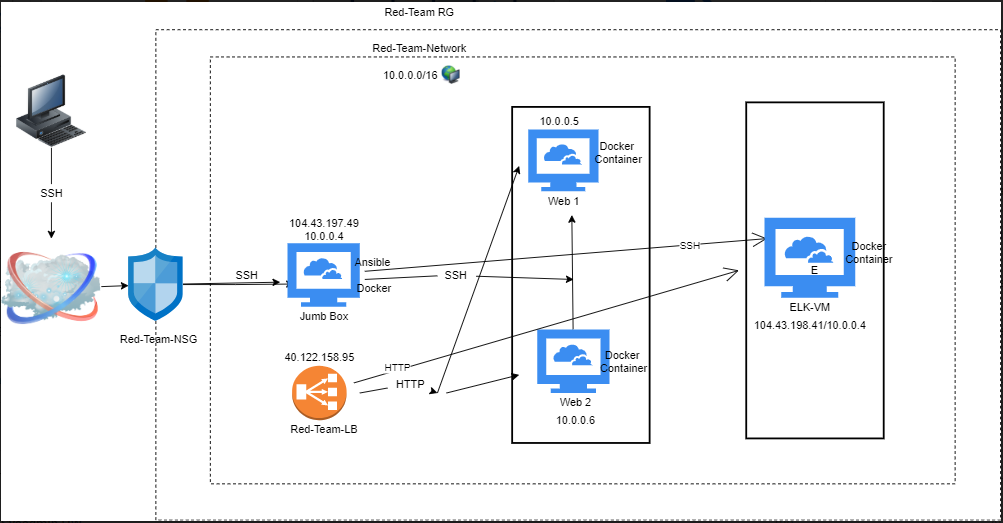 Red-Team RG
Red-Team-Network
10.0.0.0/16
SSH
10.0.0.5
Docker
Container
Web 1
104.43.197.49
10.0.0.4
Ansible
Docker
Jumb Box
SSH
SSH
SSH
Docker
Container
E
ELK-VM
104.43.198.41/10.0.0.4
Red-Team-NSG
40.122.158.95
HTTP
HTTP
Red-Team-LB
Docker
Container
Web 2
10.0.0.6